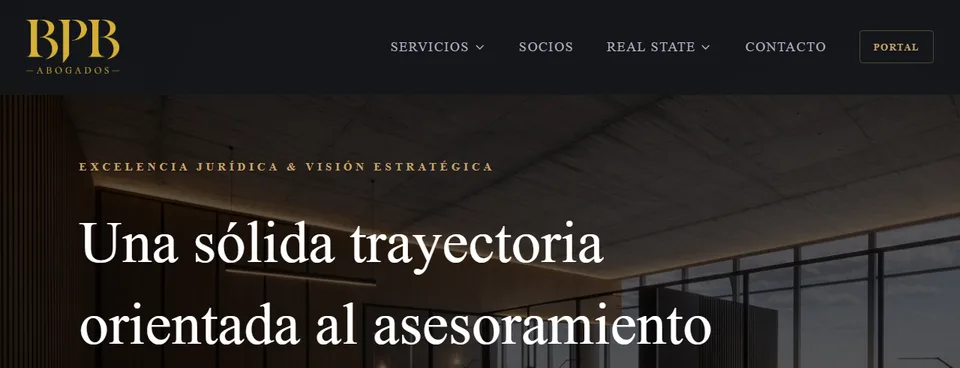 BPB
ABOGADOS
SERVICIOS SOCIOS REAL STATE CONTACTO PORTAL
EXCELENCIA JURÍDICA & VISIÓN ESTRATÉGICA
Una sólida trayectoria
orientada al asesoramiento